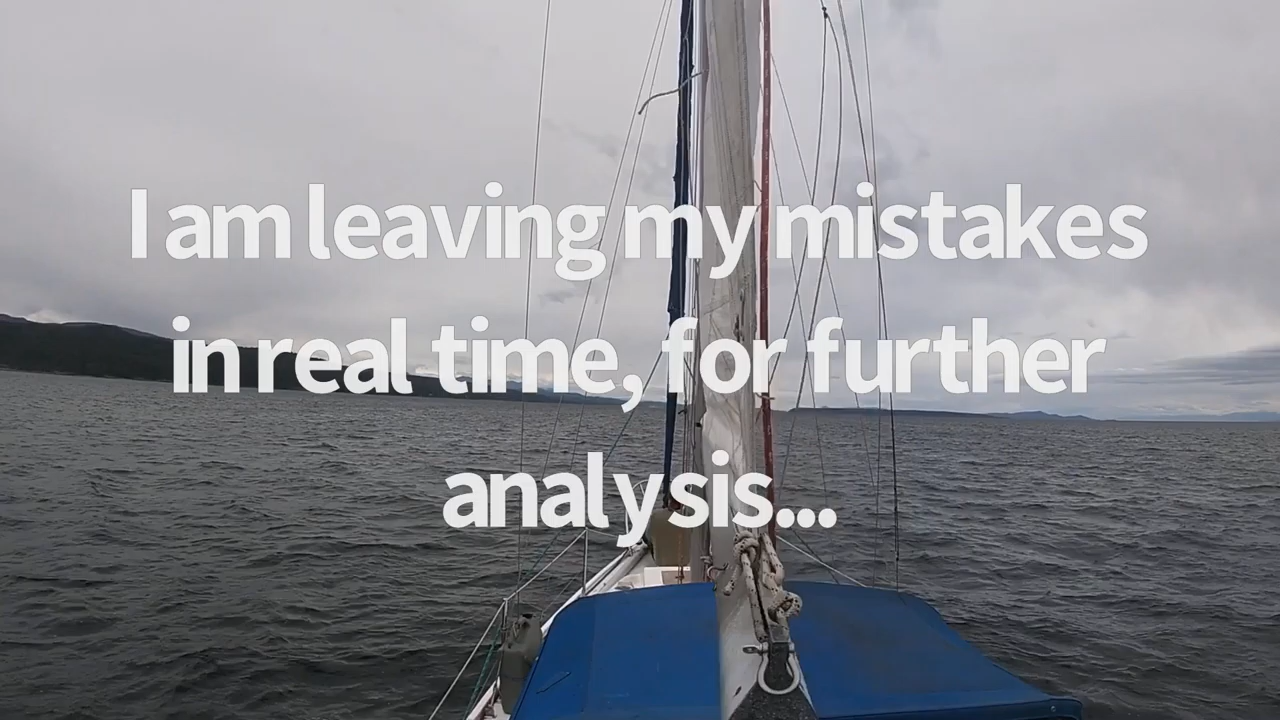 I am leaving my mistakes
in real time, for further
analysis...